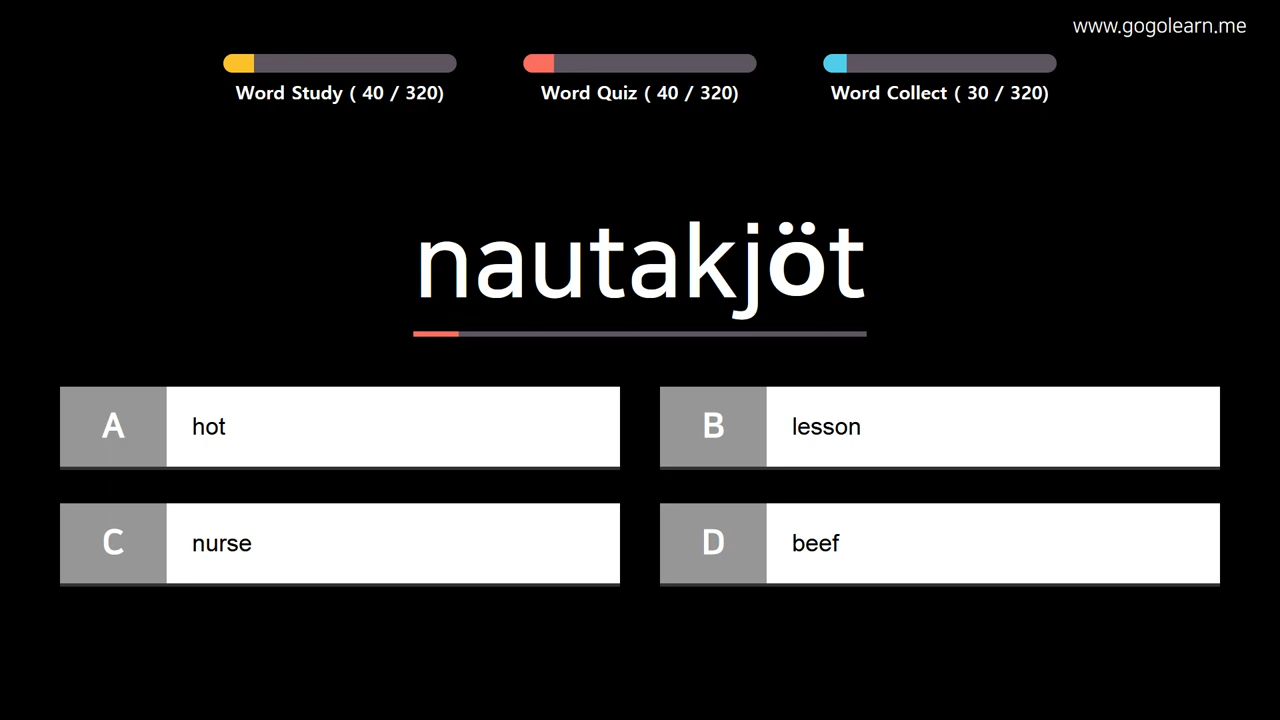 www.gogolearn.me
Word Study ( 40 / 320)
Word Quiz ( 40 / 320)
Word Collect ( 30 / 320)
nautakjöt
A hot
B lesson
C nurse
D beef